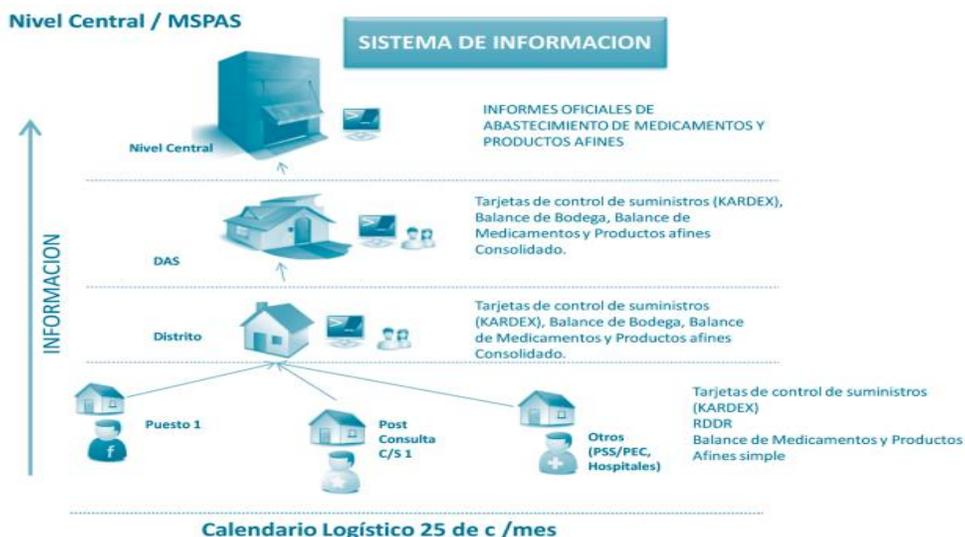 Nivel Central / MSPAS
SISTEMA DE INFORMACION
INFORMES OFICIALES DE
ABASTECIMIENTO DE MEDICAMENTOS Y
PRODUCTOS AFINES
Nivel Central
Tarjetas de control de suministros (KARDEX),
Balance de Bodega, Balance de
Medicamentos y Productos afines
Consolidado.
DAS
INFORMACION
Tarjetas de control de suministros
(KARDEX), Balance de Bodega, Balance
de Medicamentos y Productos afines
Consolidado.
Distrito
Puesto 1
f
Post
Consulta
C/S 1
Otros
(PSS/PEC,
Hospitales)
Tarjetas de control de suministros
(KARDEX)
RDDR
Balance de Medicamentos y Productos
Afines simple
Calendario Logístico 25 de c /mes